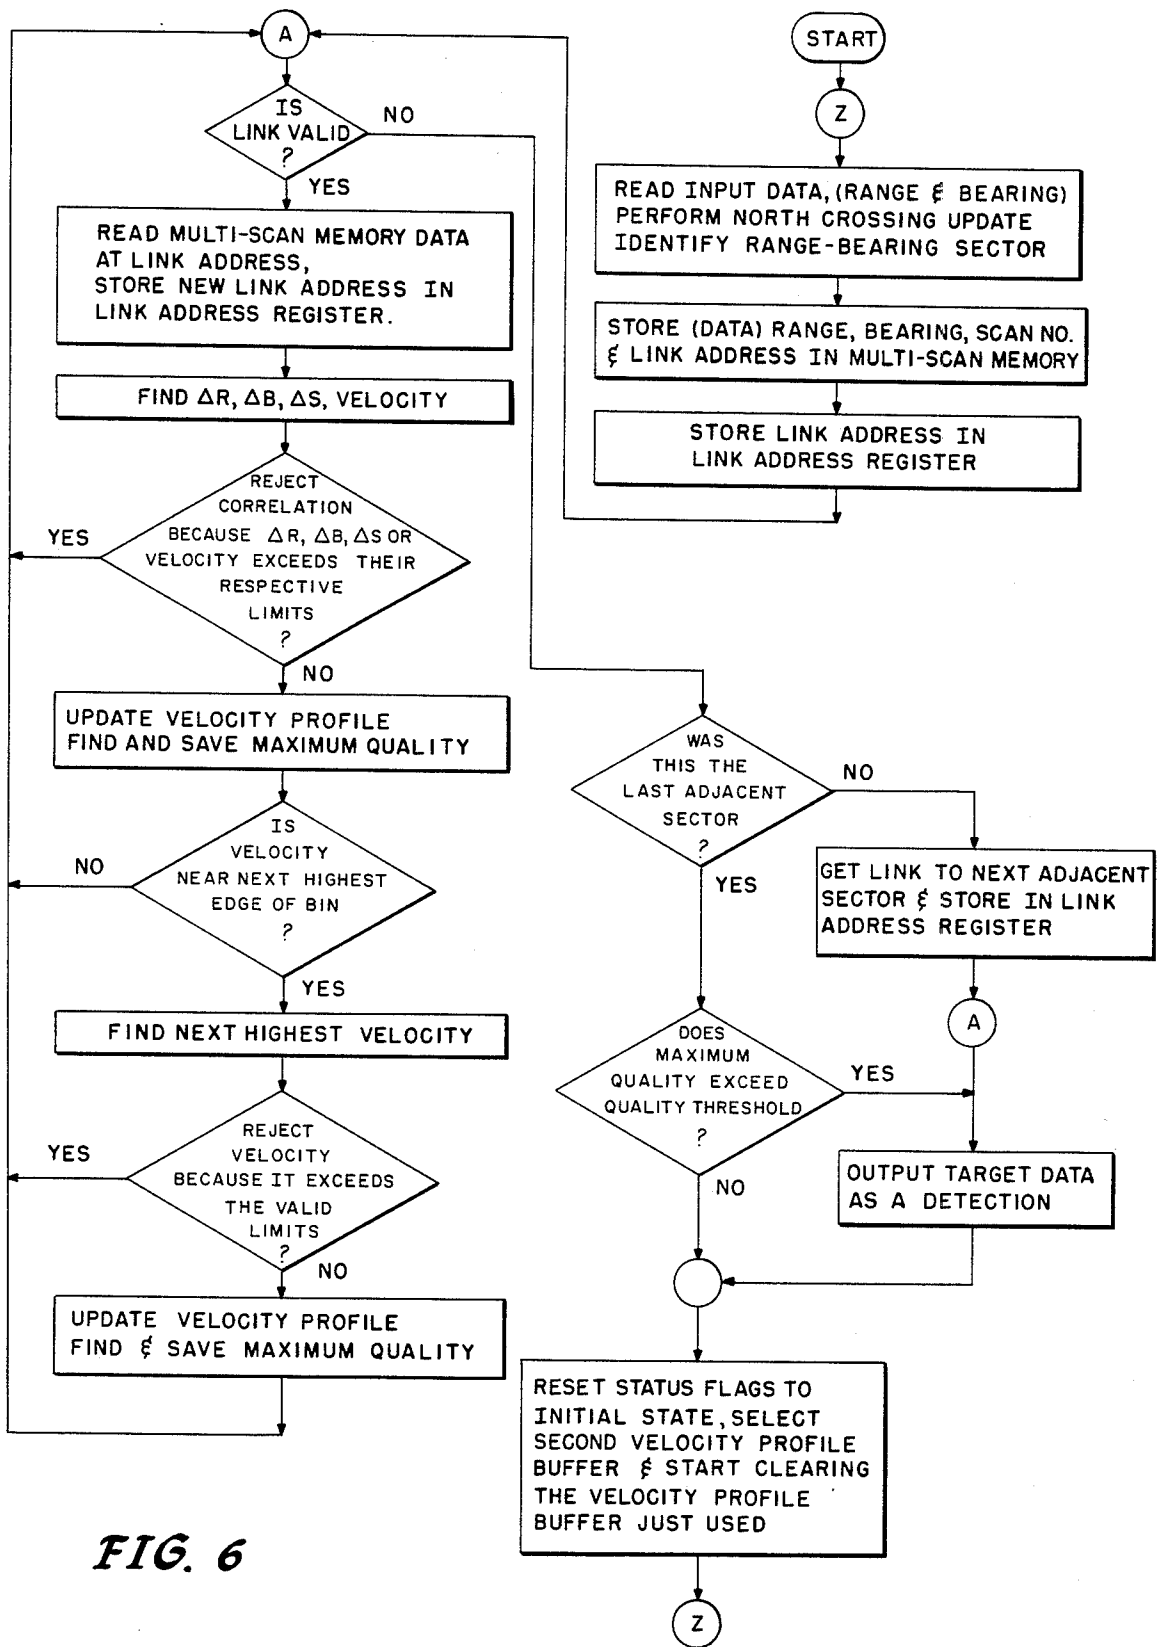 A
IS
LINK VALID
?
NO
YES
READ MULTI-SCAN MEMORY DATA
AT LINK ADDRESS,
STORE NEW LINK ADDRESS IN
LINK ADDRESS REGISTER.
FIND ΔR, ΔB, ΔS, VELOCITY
REJECT
CORRELATION
BECAUSE ΔR, ΔB, ΔS OR
VELOCITY EXCEEDS THEIR
RESPECTIVE
LIMITS
?
YES
NO
UPDATE VELOCITY PROFILE
FIND AND SAVE MAXIMUM QUALITY
IS
VELOCITY
NEAR NEXT HIGHEST
EDGE OF BIN
?
NO
YES
FIND NEXT HIGHEST VELOCITY
REJECT
VELOCITY
BECAUSE IT EXCEEDS
THE VALID
LIMITS
?
YES
NO
UPDATE VELOCITY PROFILE
FIND & SAVE MAXIMUM QUALITY
START
Z
READ INPUT DATA, (RANGE & BEARING)
PERFORM NORTH CROSSING UPDATE
IDENTIFY RANGE-BEARING SECTOR
STORE (DATA) RANGE, BEARING, SCAN NO.
& LINK ADDRESS IN MULTI-SCAN MEMORY
STORE LINK ADDRESS IN
LINK ADDRESS REGISTER
WAS
THIS THE
LAST ADJACENT
SECTOR
?
NO
YES
GET LINK TO NEXT ADJACENT
SECTOR & STORE IN LINK
ADDRESS REGISTER
A
DOES
MAXIMUM
QUALITY EXCEED
QUALITY THRESHOLD
?
YES
NO
OUTPUT TARGET DATA
AS A DETECTION
RESET STATUS FLAGS TO
INITIAL STATE, SELECT
SECOND VELOCITY PROFILE
BUFFER & START CLEARING
THE VELOCITY PROFILE
BUFFER JUST USED
Z
FIG. 6